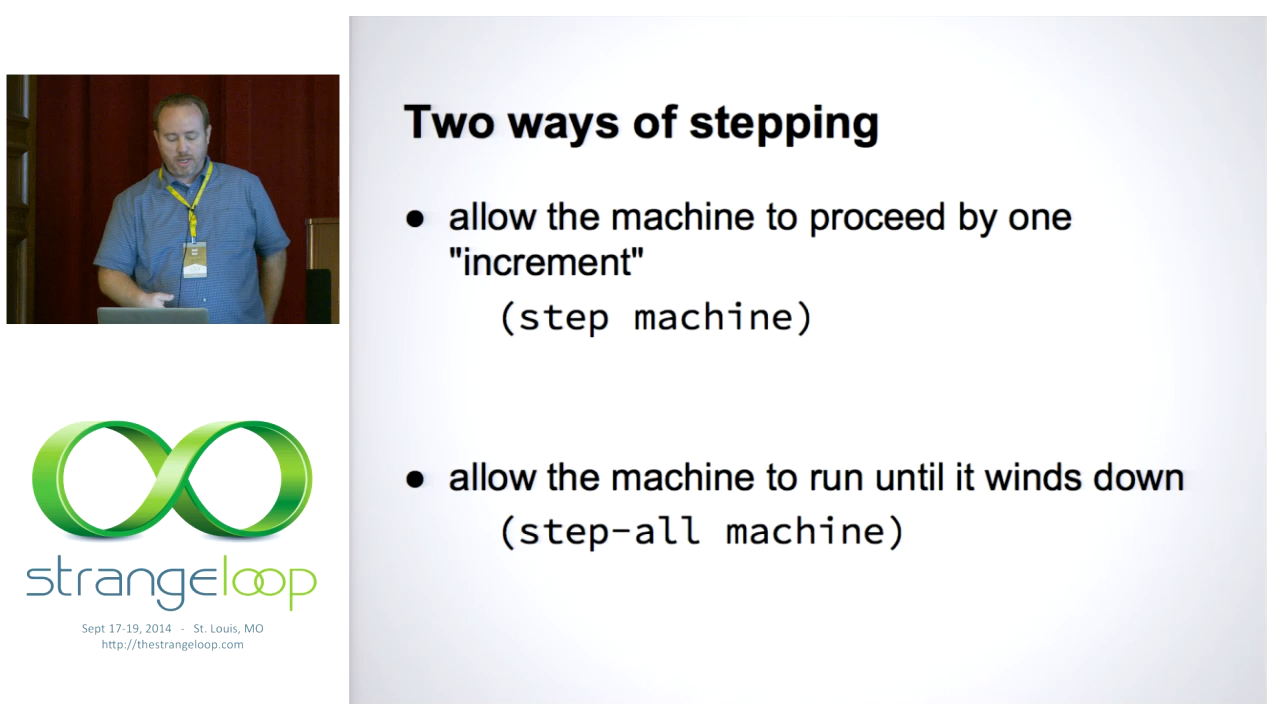 Two ways of stepping
● allow the machine to proceed by one
"increment"
(step machine)
● allow the machine to run until it winds down
(step-all machine)
strangeloop
Sept 17-19, 2014 - St. Louis, MO
http://thestrangeloop.com